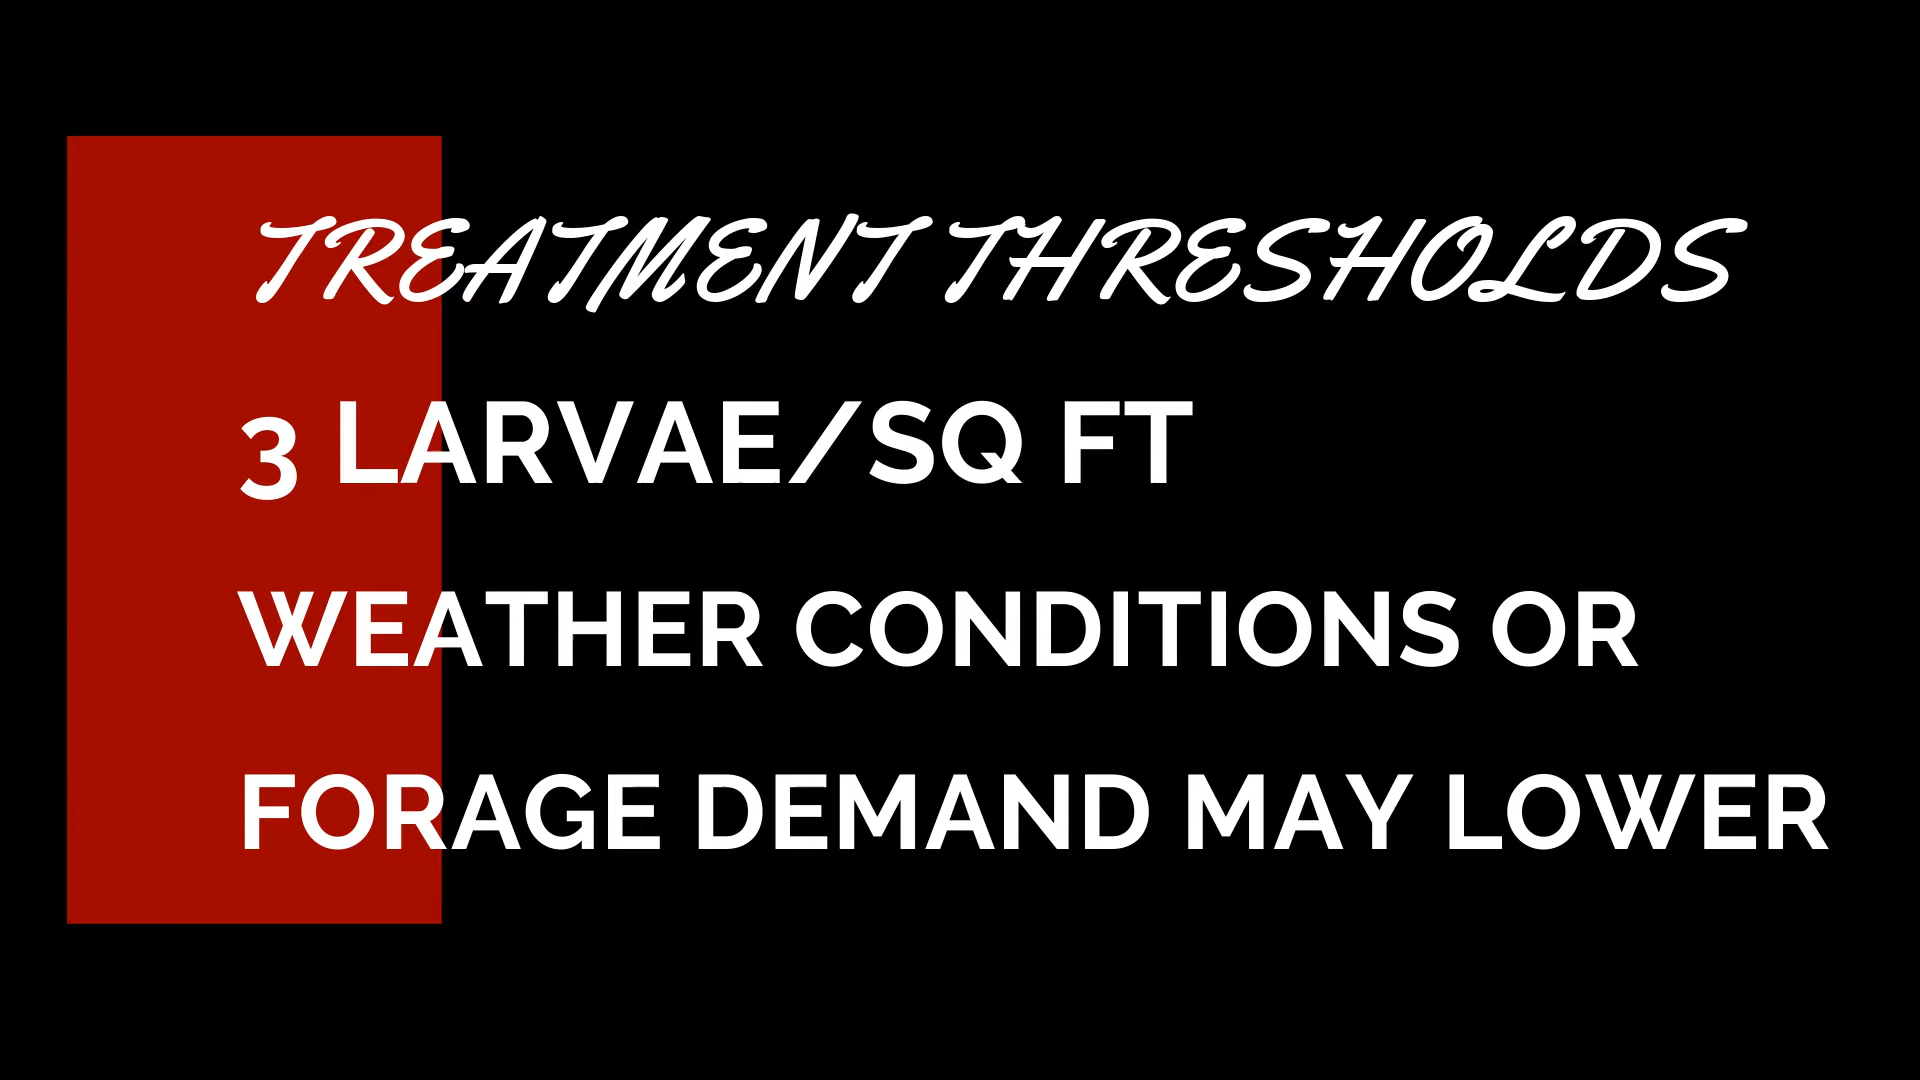 TREATMENT THRESHOLDS
3 LARVAE/SQ FT
WEATHER CONDITIONS OR
FORAGE DEMAND MAY LOWER